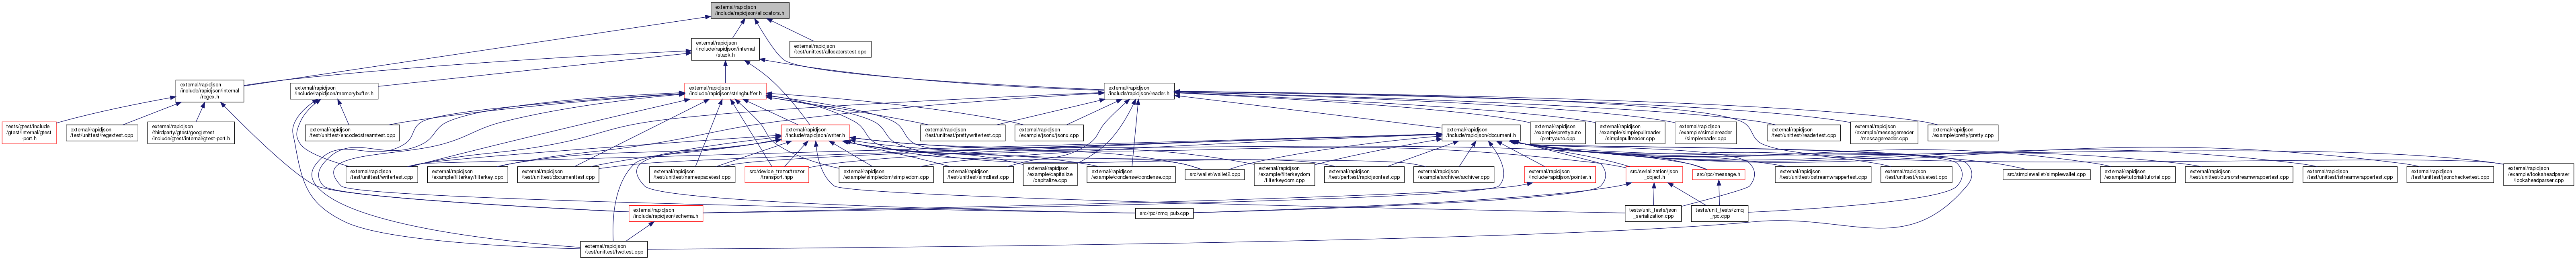 external/rapidjson
/include/rapidjson/allocators.h
external/rapidjson
/include/rapidjson/internal
/stack.h
external/rapidjson
/test/unittest/allocatorstest.cpp
external/rapidjson
/include/rapidjson/internal
/regex.h
external/rapidjson
/include/rapidjson/memorybuffer.h
external/rapidjson
/include/rapidjson/stringbuffer.h
external/rapidjson
/include/rapidjson/reader.h
tests/gtest/include
/gtest/internal/gtest
-port.h
external/rapidjson
/test/unittest/regextest.cpp
external/rapidjson
/thirdparty/gtest/googletest
/include/gtest/internal/gtest-port.h
external/rapidjson
/test/unittest/encodedstreamtest.cpp
external/rapidjson
/include/rapidjson/writer.h
external/rapidjson
/test/unittest/prettywritertest.cpp
external/rapidjson
/example/jsonx/jsonx.cpp
external/rapidjson
/include/rapidjson/document.h
external/rapidjson
/example/prettyauto
/prettyauto.cpp
external/rapidjson
/example/simplepullreader
/simplepullreader.cpp
external/rapidjson
/example/simplereader
/simplereader.cpp
external/rapidjson
/test/unittest/readertest.cpp
external/rapidjson
/example/messagereader
/messagereader.cpp
external/rapidjson
/example/pretty/pretty.cpp
external/rapidjson
/test/unittest/writertest.cpp
external/rapidjson
/example/filterkey/filterkey.cpp
external/rapidjson
/test/unittest/documenttest.cpp
external/rapidjson
/test/unittest/namespacetest.cpp
src/device_trezor/trezor
/transport.hpp
external/rapidjson
/example/simpledom/simpledom.cpp
external/rapidjson
/test/unittest/simdtest.cpp
external/rapidjson
/example/capitalize
/capitalize.cpp
external/rapidjson
/example/condense/condense.cpp
src/wallet/wallet2.cpp
external/rapidjson
/example/filterkeydom
/filterkeydom.cpp
external/rapidjson
/test/perftest/rapidjsontest.cpp
external/rapidjson
/example/archiver/archiver.cpp
external/rapidjson
/include/rapidjson/pointer.h
src/serialization/json
_object.h
src/rpc/message.h
external/rapidjson
/test/unittest/ostreamwrappertest.cpp
external/rapidjson
/test/unittest/valuetest.cpp
src/simplewallet/simplewallet.cpp
external/rapidjson
/example/tutorial/tutorial.cpp
external/rapidjson
/test/unittest/cursorstreamwrappertest.cpp
external/rapidjson
/test/unittest/istreamwrappertest.cpp
external/rapidjson
/test/unittest/jsoncheckertest.cpp
external/rapidjson
/example/lookaheadparser
/lookaheadparser.cpp
external/rapidjson
/include/rapidjson/schema.h
src/rpc/zmq_pub.cpp
tests/unit_tests/json
_serialization.cpp
tests/unit_tests/zmq
_rpc.cpp
external/rapidjson
/test/unittest/fwdtest.cpp